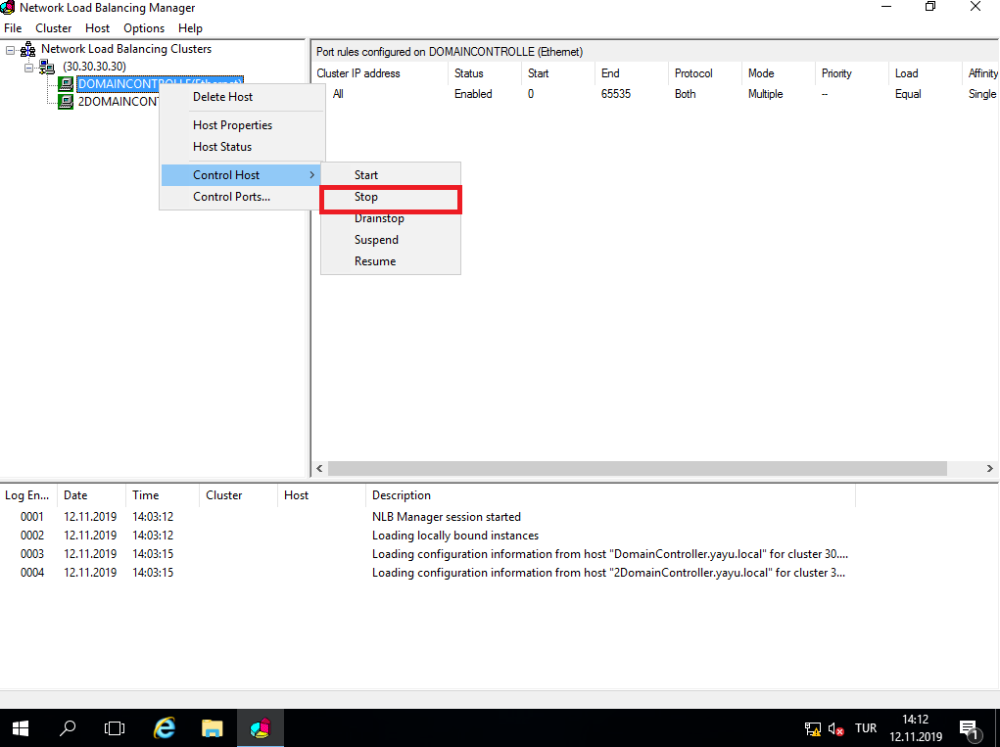 Network Load Balancing Manager
File Cluster Host Options Help
Network Load Balancing Clusters
(30.30.30.30)
DOMAINCONTROLLE(Ethernet)
2DOMAINCONT
Delete Host
Host Properties
Host Status
Control Host
Control Ports...
Start
Stop
Drainstop
Suspend
Resume
Port rules configured on DOMAINCONTROLLE (Ethernet)
Cluster IP address Status Start End Protocol Mode Priority Load Affinity
All Enabled 0 65535 Both Multiple -- Equal Single
Log En... Date Time Cluster Host Description
0001 12.11.2019 14:03:12 NLB Manager session started
0002 12.11.2019 14:03:12 Loading locally bound instances
0003 12.11.2019 14:03:15 Loading configuration information from host "DomainController.yayu.local" for cluster 30....
0004 12.11.2019 14:03:15 Loading configuration information from host "2DomainController.yayu.local" for cluster 3...
TUR
14:12
12.11.2019
1